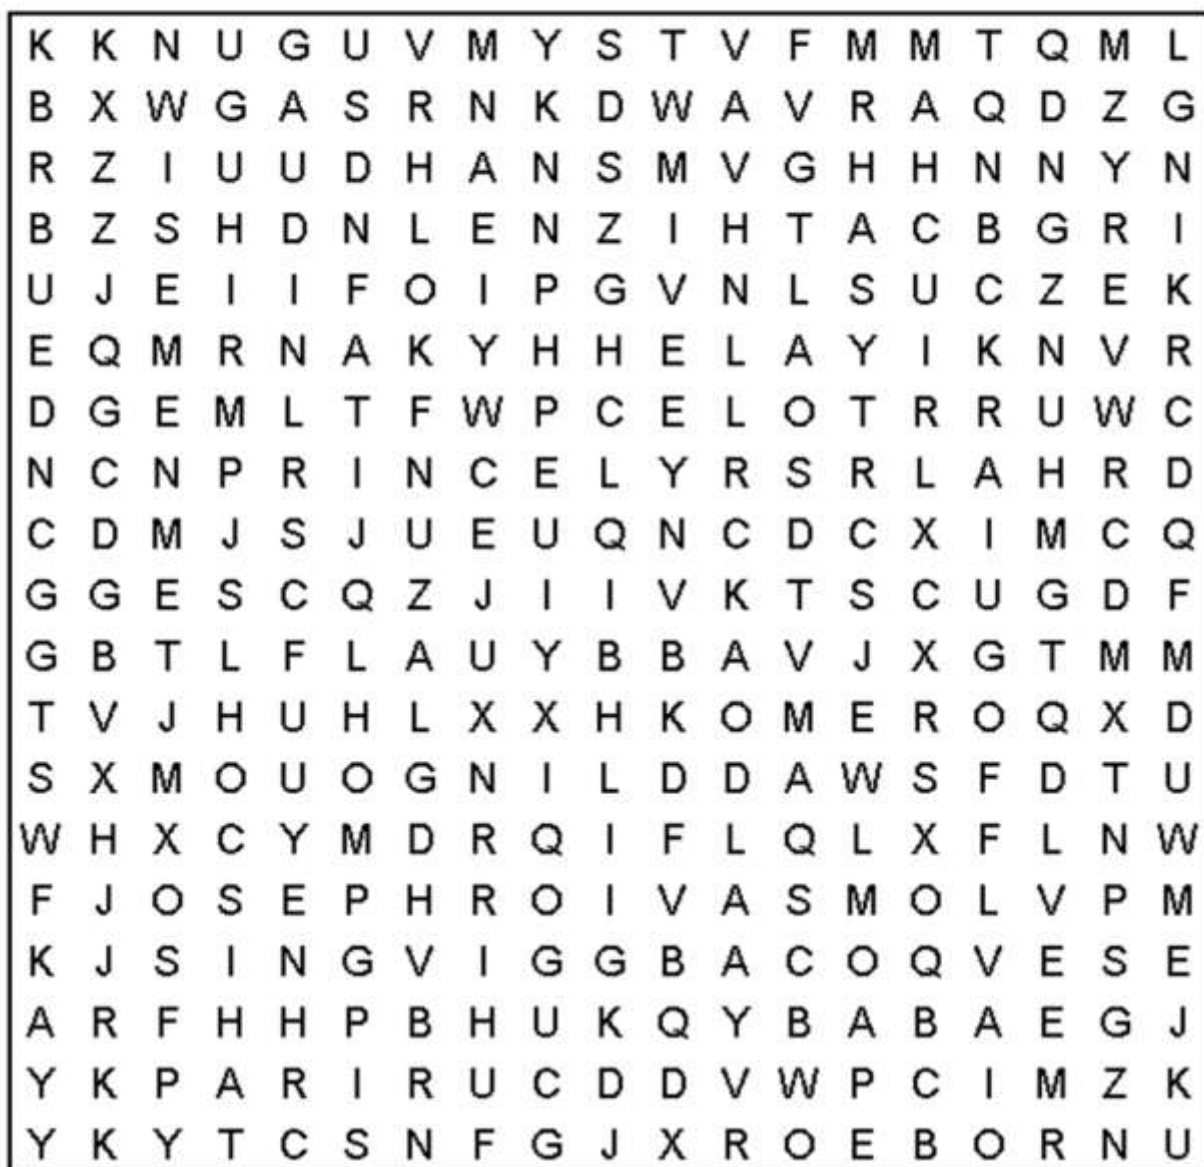 K K N U G U V M Y S T V F M M T Q M L
B X W G A S R N K D W A V R A Q D Z G
R Z I U U D H A N S M V G H H N N Y N
B Z S H D N L E N Z I H T A C B G R I
U J E I I F O I P G V N L S U C Z E K
E Q M R N A K Y H H E L A Y I K N V R
D G E M L T F W P C E L O T R R U W C
N C N P R I N C E L Y R S R L A H R D
C D M J S J U E U Q N C D C X I M C Q
G G E S C Q Z J I I V K T S C U G D F
G B T L F L A U Y B B A V J X G T M M
T V J H U H L X X H K O M E R O Q X D
S X M O U O G N I L D D A W S F D T U
W H X C Y M D R Q I F L Q L X F L N W
F J O S E P H R O I V A S M O L V P M
K J S I N G V I G G B A C O Q V E S E
A R F H H P B H U K Q Y B A B A E G J
Y K P A R I R U C D D V W P C I M Z K
Y K Y T C S N F G J X R O E B O R N U